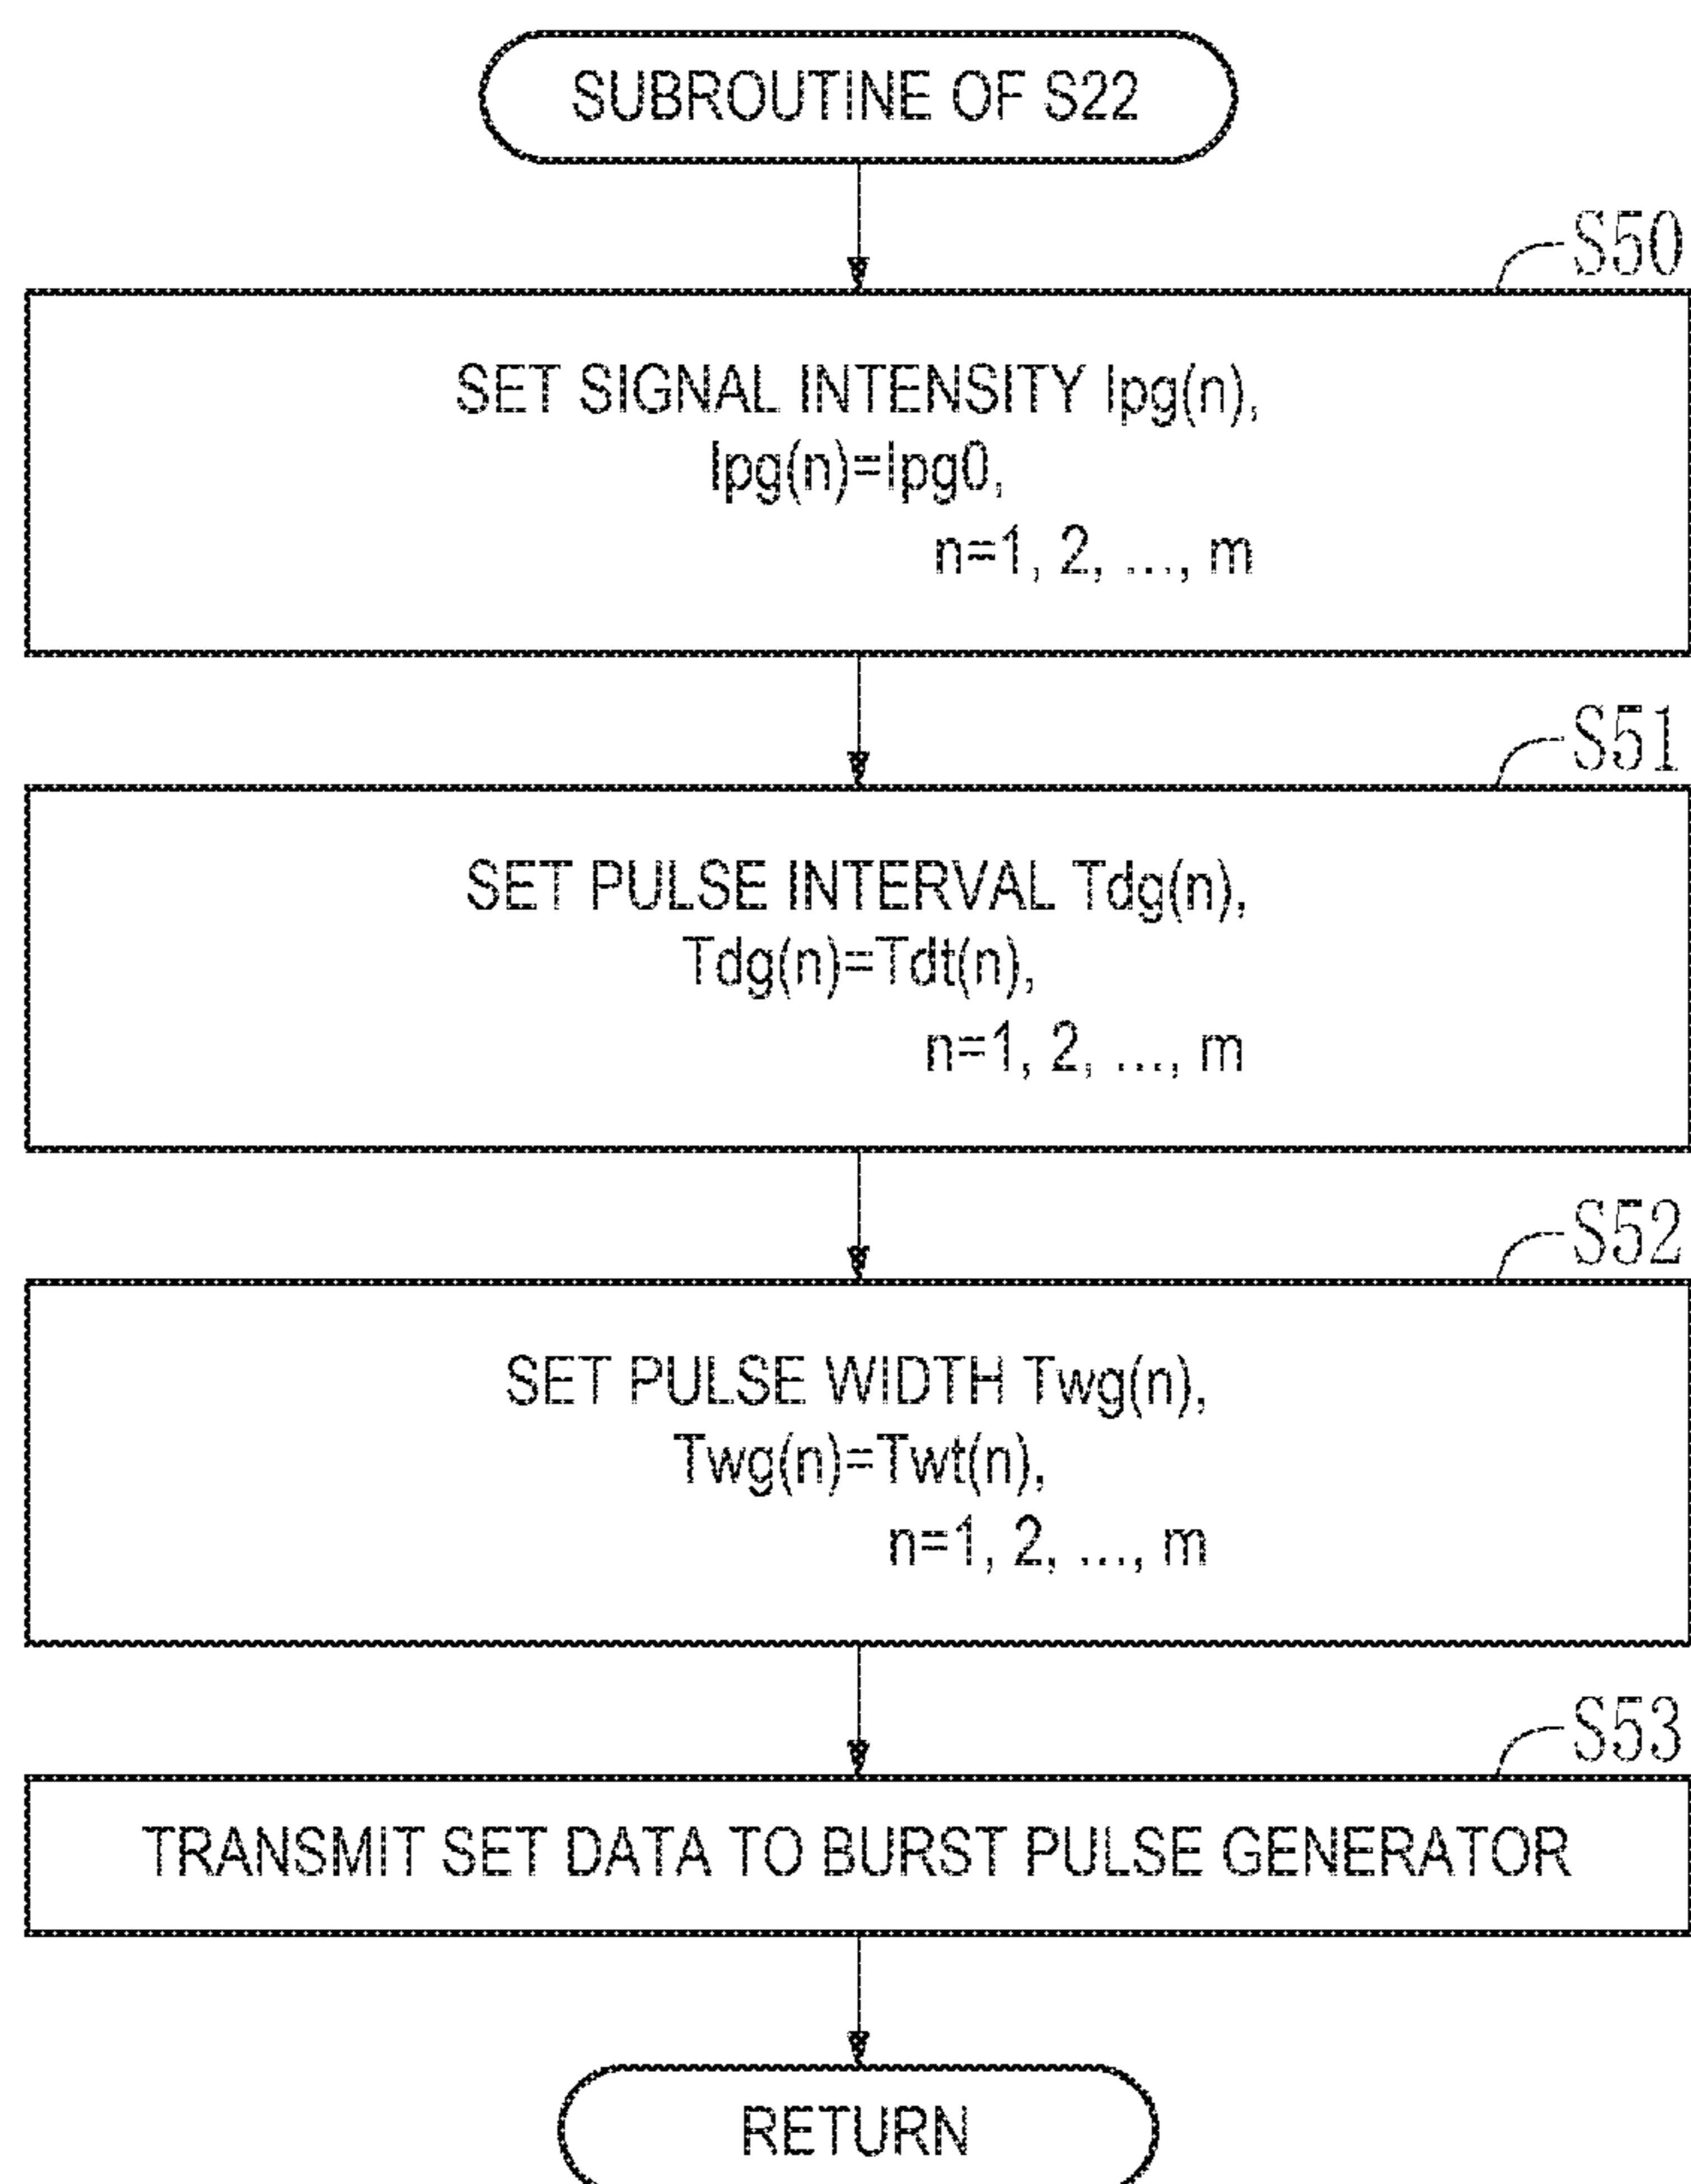 SUBROUTINE OF S22
S50
SET SIGNAL INTENSITY Ipg(n),
Ipg(n)=Ipg0,
n=1, 2, ..., m
S51
SET PULSE INTERVAL Tdg(n),
Tdg(n)=Tdt(n),
n=1, 2, ..., m
S52
SET PULSE WIDTH Twg(n),
Twg(n)=Twt(n),
n=1, 2, ..., m
S53
TRANSMIT SET DATA TO BURST PULSE GENERATOR
RETURN